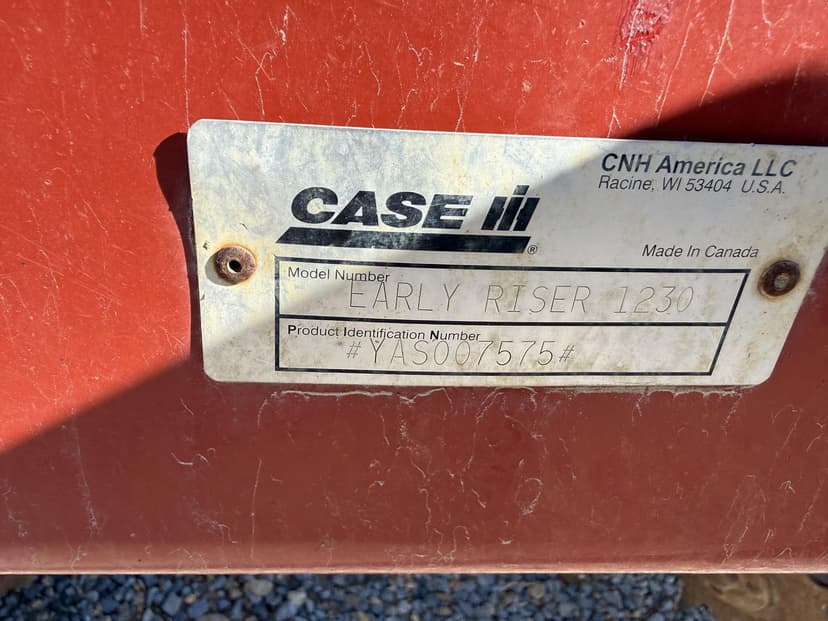 CNH America LLC
Racine, WI 53404 U.S.A.
CASE IH
®
Made In Canada
Model Number
EARLY RISER 1230
Product Identification Number
#YAS007575#